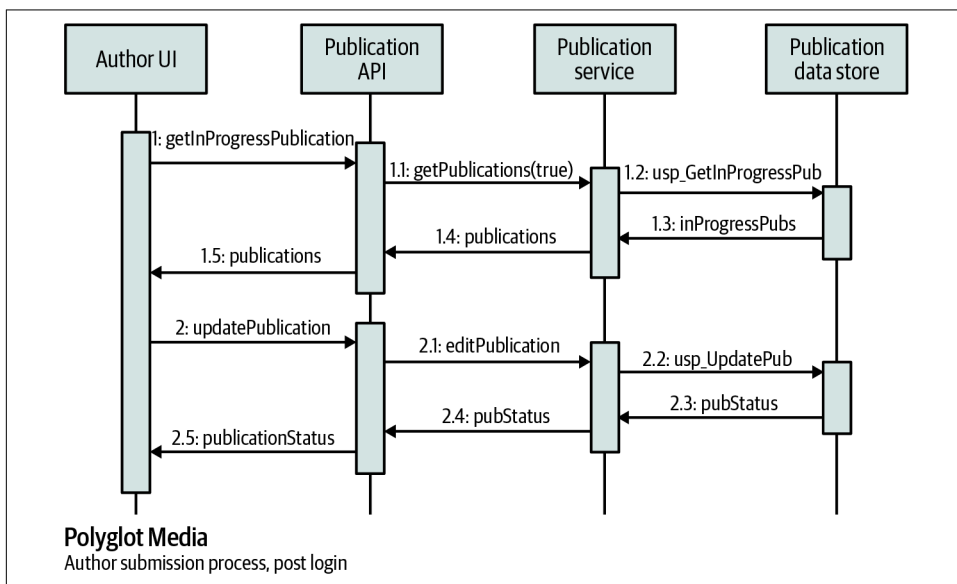 Author UI
Publication
API
Publication
service
Publication
data store
1: getInProgressPublication
1.1: getPublications(true)
1.2: usp_GetInProgressPub
1.3: inProgressPubs
1.4: publications
1.5: publications
2: updatePublication
2.1: editPublication
2.2: usp_UpdatePub
2.3: pubStatus
2.4: pubStatus
2.5: publicationStatus
Polyglot Media
Author submission process, post login